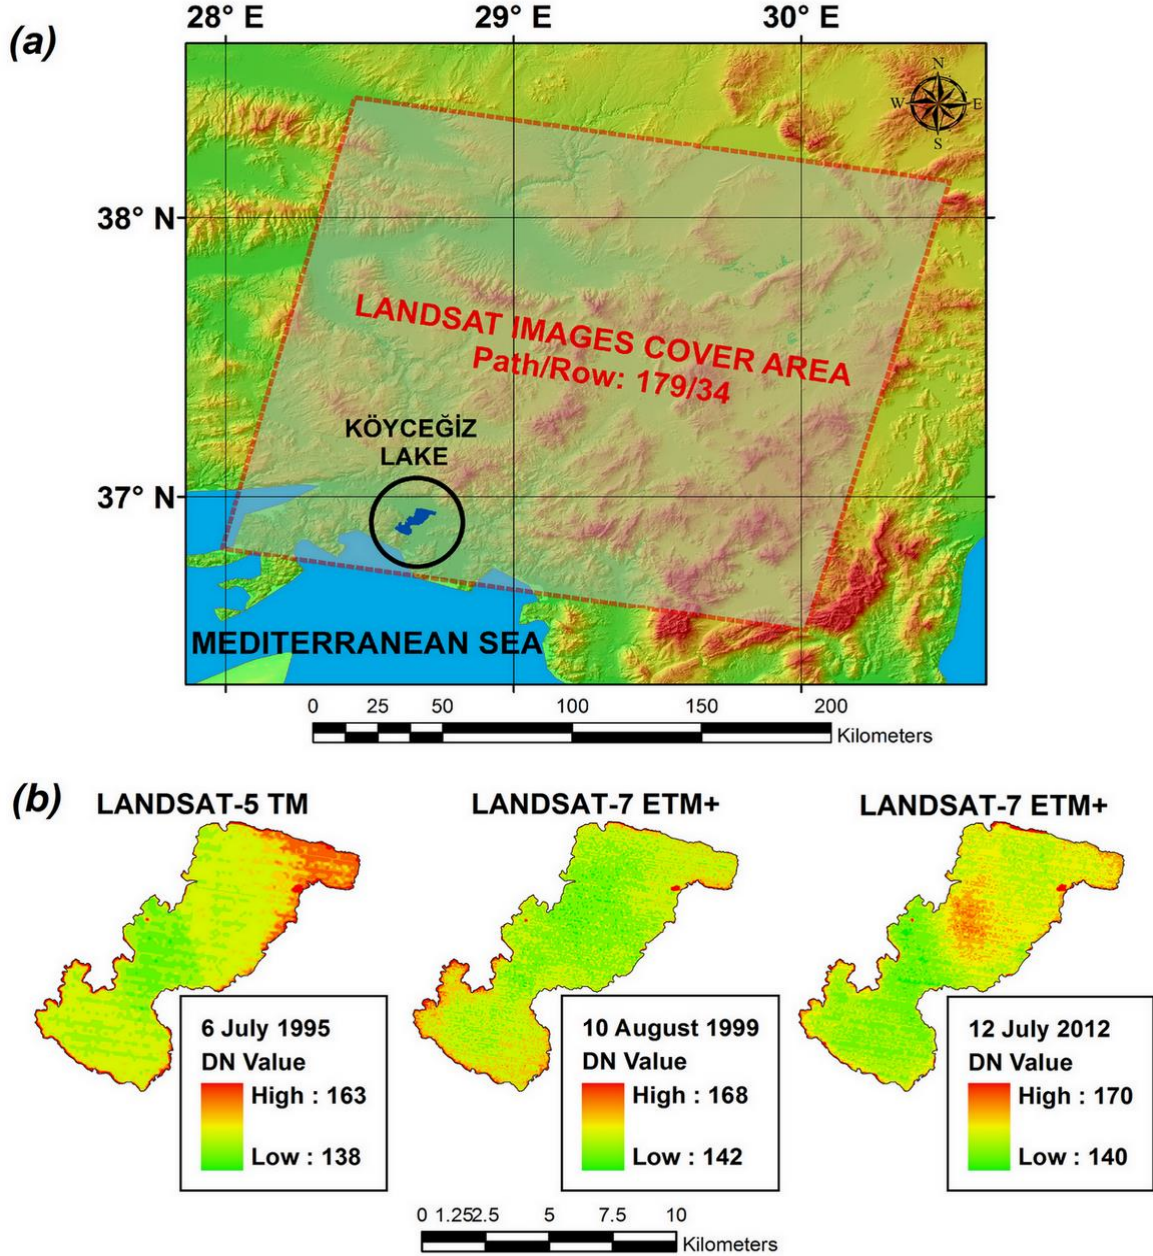 (a)
28° E 29° E 30° E
N
W E
S
38° N
LANDSAT IMAGES COVER AREA
Path/Row: 179/34
KÖYCEĞİZ
LAKE
37° N
MEDITERRANEAN SEA
0 25 50 100 150 200
Kilometers
(b)
LANDSAT-5 TM LANDSAT-7 ETM+ LANDSAT-7 ETM+
6 July 1995
DN Value
High : 163
Low : 138
10 August 1999
DN Value
High : 168
Low : 142
12 July 2012
DN Value
High : 170
Low : 140
0 1.252.5 5 7.5 10
Kilometers